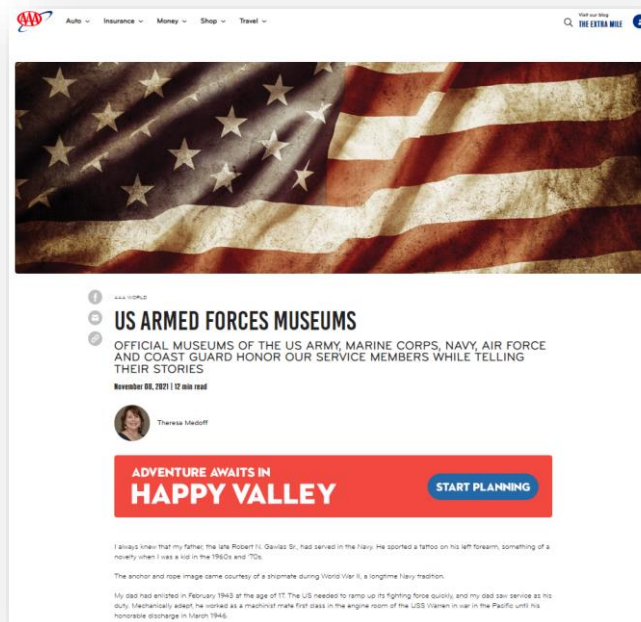 AAA Auto Insurance Money Shop Travel
Visit our blog
THE EXTRA MILE
AAA WORLD
US ARMED FORCES MUSEUMS
OFFICIAL MUSEUMS OF THE US ARMY, MARINE CORPS, NAVY, AIR FORCE
AND COAST GUARD HONOR OUR SERVICE MEMBERS WHILE TELLING
THEIR STORIES
November 08, 2021 | 12 min read
Theresa Medoff
ADVENTURE AWAITS IN
HAPPY VALLEY
START PLANNING
I always knew that my father, the late Robert N. Gawlas Sr., had served in the Navy. He sported a tattoo on his left forearm, something of a
novelty when I was a kid in the 1960s and '70s.
The anchor and rope image came courtesy of a shipmate during World War II, a longtime Navy tradition.
My dad had enlisted in February 1943 at the age of 17. The US needed to ramp up its fighting force quickly, and my dad saw service as his
duty. Mechanically adept, he worked as a machinist mate first class in the engine room of the USS Warren in war in the Pacific until his
honorable discharge in March 1946.